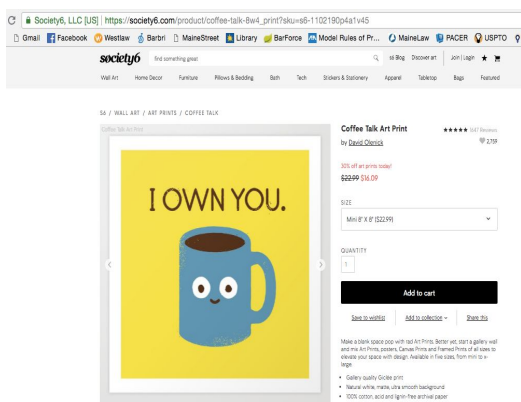 Society6, LLC [US] | https://society6.com/product/coffee-talk-8w4_print?sku=s6-1102190p4a1v45
Gmail Facebook Westlaw Barbri MaineStreet Library BarForce Model Rules of Pr... MaineLaw PACER USPTO
society6 find something great s6 Blog Discover art Join | Login
Wall Art Home Decor Furniture Pillows & Bedding Bath Tech Stickers & Stationery Apparel Tabletop Bags Featured
S6 / WALL ART / ART PRINTS / COFFEE TALK
Coffee Talk Art Print
I OWN YOU.
Coffee Talk Art Print
by David Olenick
2,759
30% off art prints today!
$22.99 $16.09
SIZE
Mini 8" X 8" ($22.99)
QUANTITY
1
Add to cart
Save to wishlist Add to collection Share this
Make a blank space pop with rad Art Prints. Better yet, start a gallery wall
and mix Art Prints, posters, Canvas Prints and Framed Prints of all sizes to
elevate your space with design. Available in five sizes, from mini to x-
large.
• Gallery quality Giclée print
• Natural white, matte, ultra smooth background
• 100% cotton, acid and lignin-free archival paper